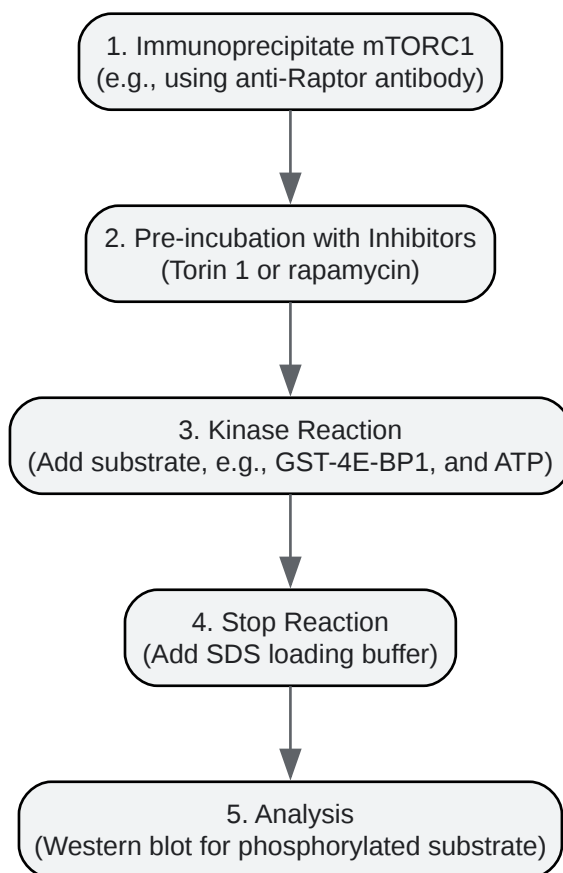 1. Immunoprecipitate mTORC1
(e.g., using anti-Raptor antibody)
2. Pre-incubation with Inhibitors
(Torin 1 or rapamycin)
3. Kinase Reaction
(Add substrate, e.g., GST-4E-BP1, and ATP)
4. Stop Reaction
(Add SDS loading buffer)
5. Analysis
(Western blot for phosphorylated substrate)